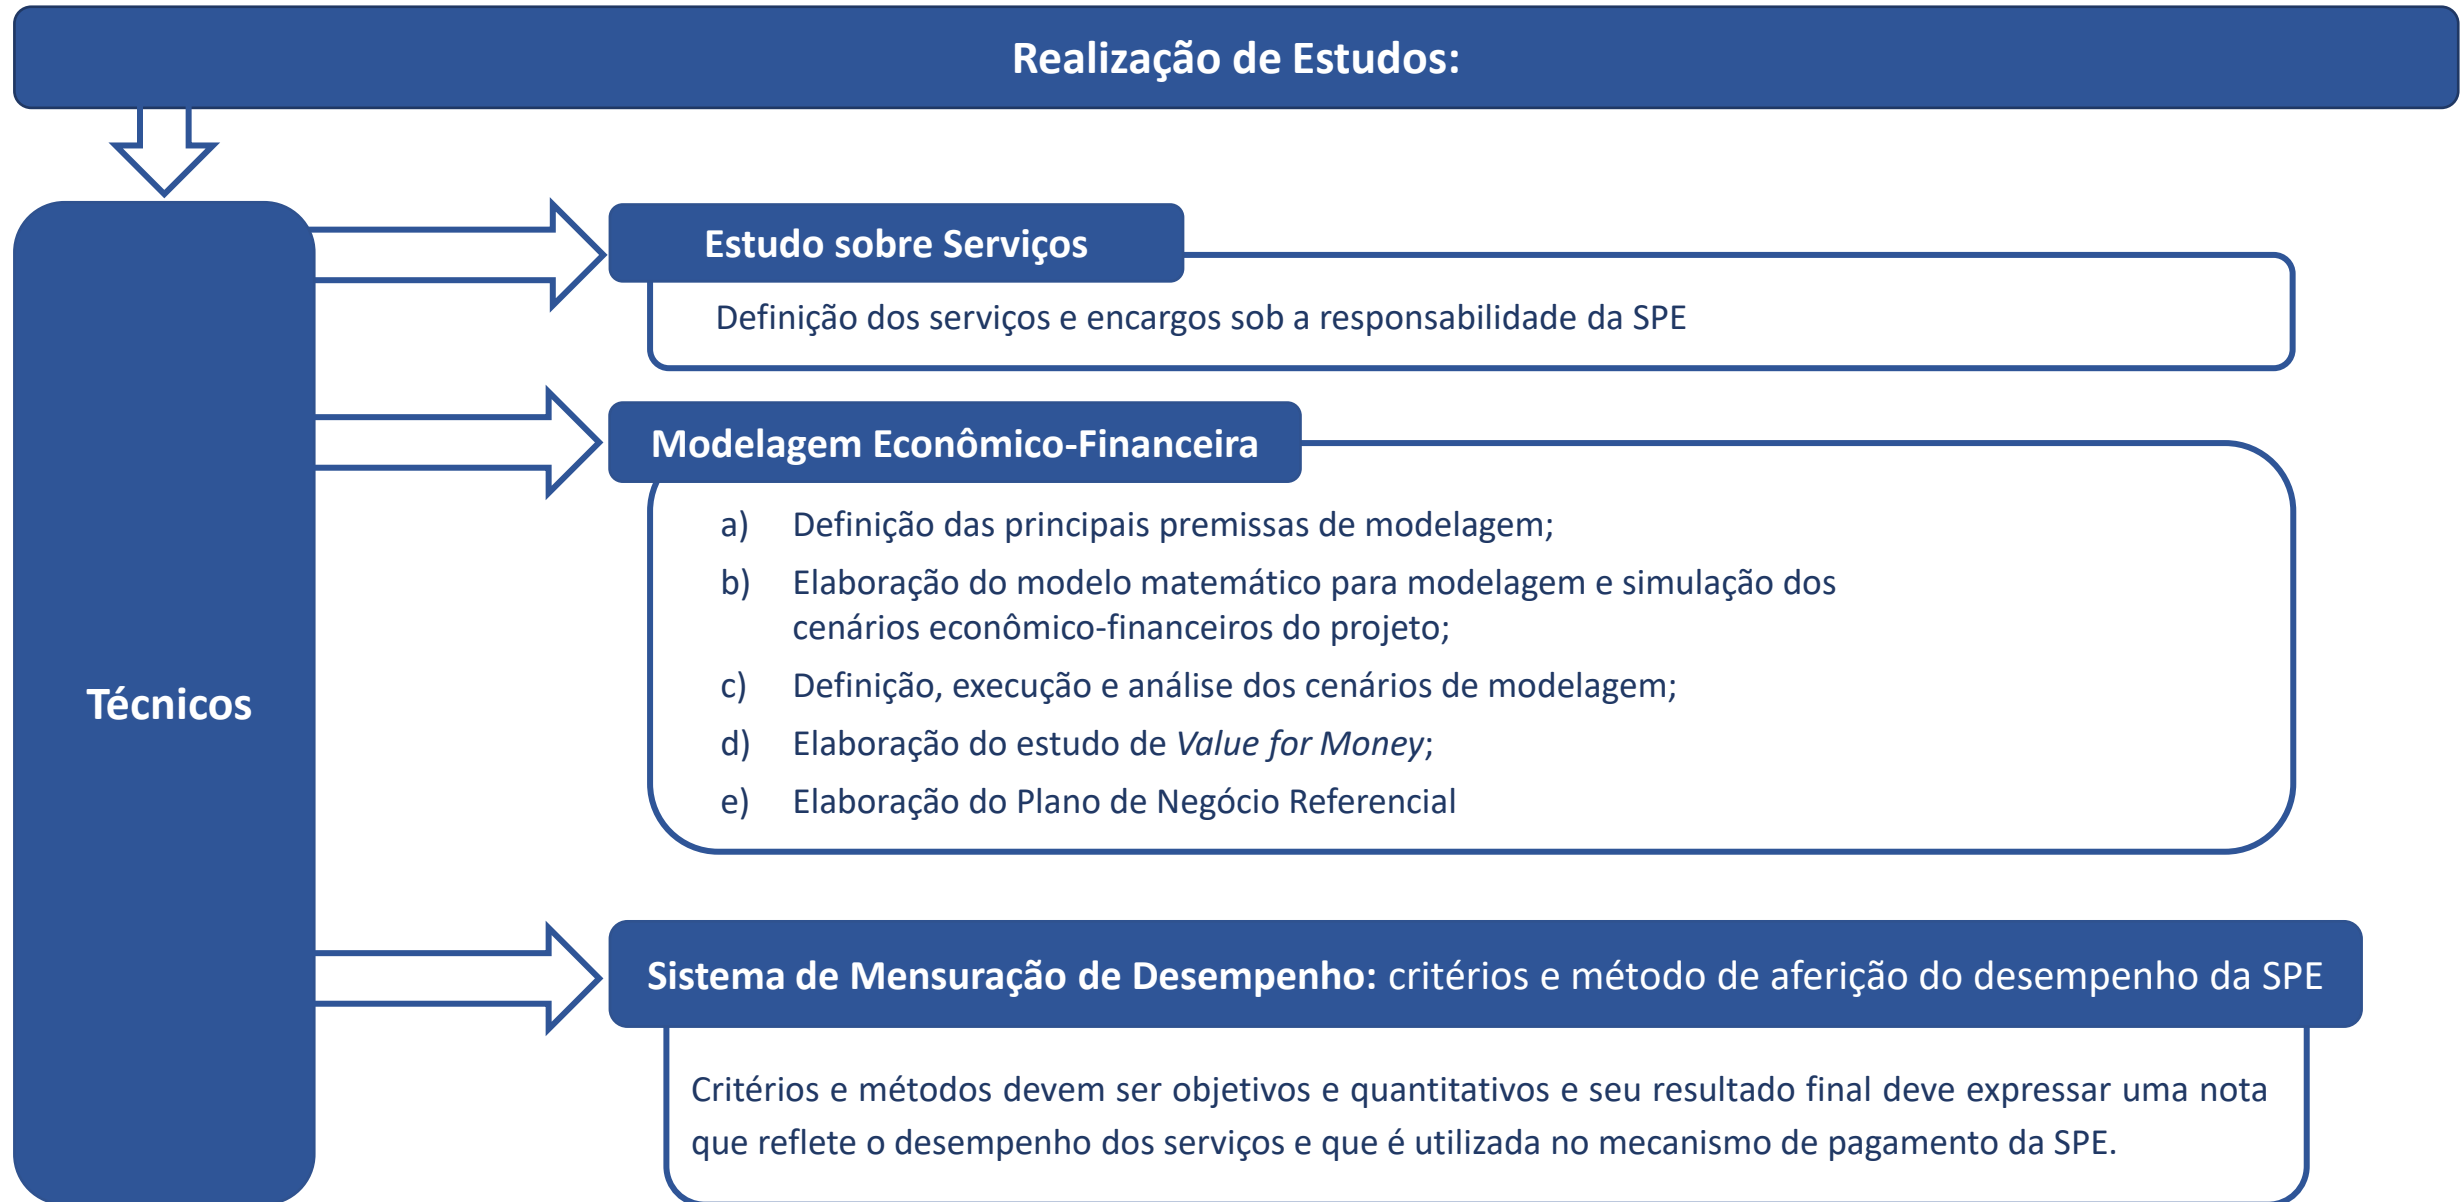 Realização de Estudos:
Técnicos
Estudo sobre Serviços
Definição dos serviços e encargos sob a responsabilidade da SPE
Modelagem Econômico-Financeira
a) Definição das principais premissas de modelagem;
b) Elaboração do modelo matemático para modelagem e simulação dos
cenários econômico-financeiros do projeto;
c) Definição, execução e análise dos cenários de modelagem;
d) Elaboração do estudo de Value for Money;
e) Elaboração do Plano de Negócio Referencial
Sistema de Mensuração de Desempenho: critérios e método de aferição do desempenho da SPE
Critérios e métodos devem ser objetivos e quantitativos e seu resultado final deve expressar uma nota
que reflete o desempenho dos serviços e que é utilizada no mecanismo de pagamento da SPE.